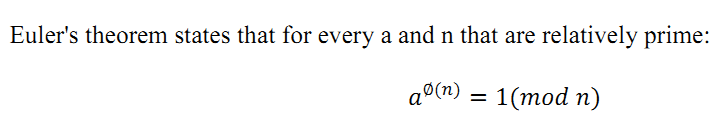 Euler's theorem states that for every a and n that are relatively prime:
a^∅(n) = 1(mod n)